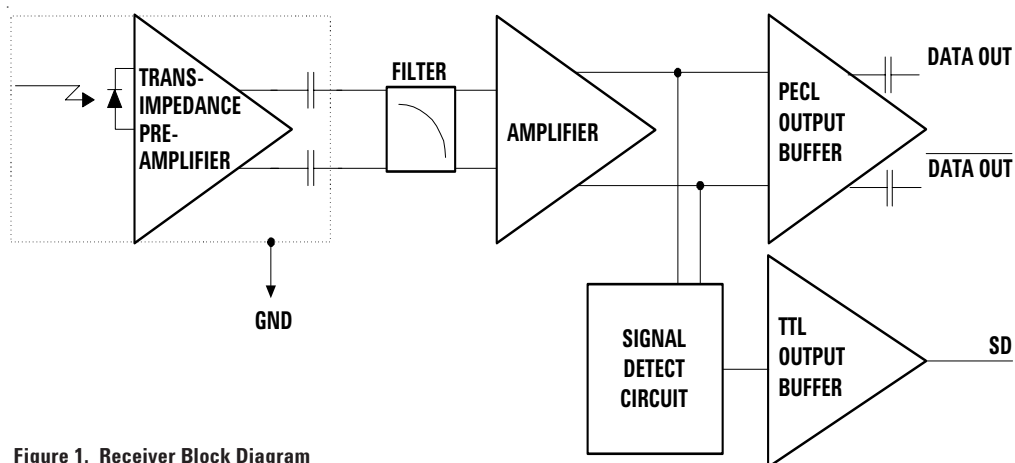 TRANS-
IMPEDANCE
PRE-
AMPLIFIER
FILTER
AMPLIFIER
PECL
OUTPUT
BUFFER
DATA OUT
DATA OUT
GND
SIGNAL
DETECT
CIRCUIT
TTL
OUTPUT
BUFFER
SD
Figure 1. Receiver Block Diagram